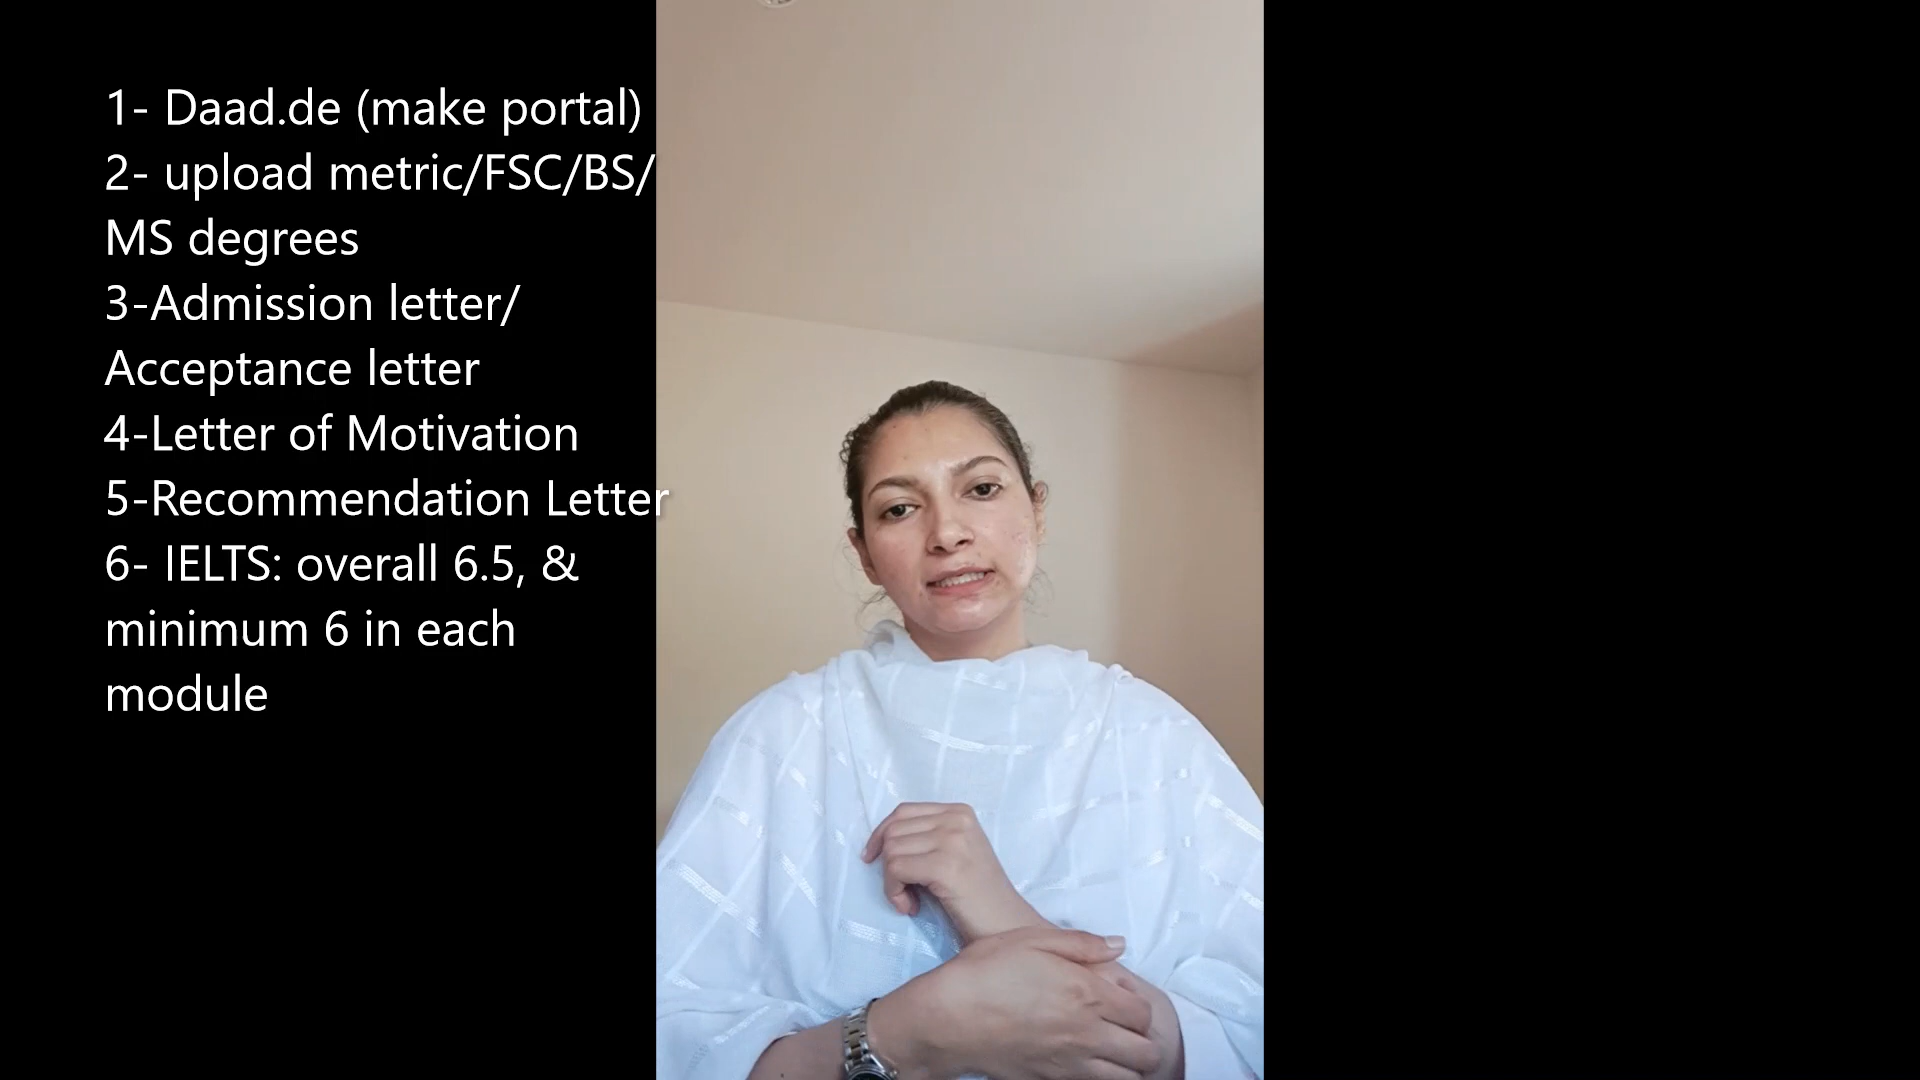 1- Daad.de (make portal)
2- upload metric/FSC/BS/
MS degrees
3-Admission letter/
Acceptance letter
4-Letter of Motivation
5-Recommendation Letter
6- IELTS: overall 6.5, &
minimum 6 in each
module